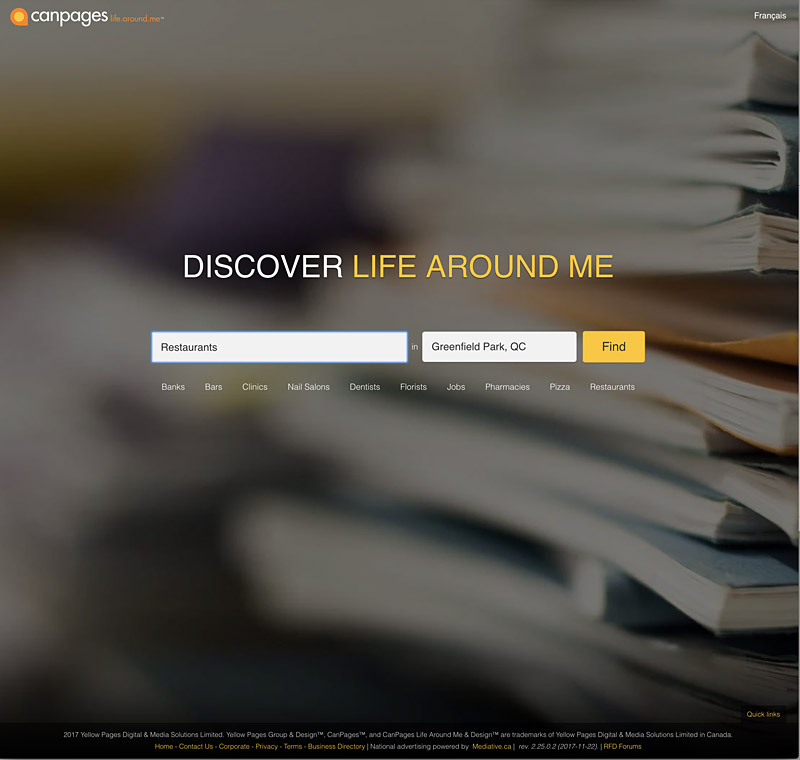 canpages life.around.me™
Français
DISCOVER LIFE AROUND ME
Restaurants in Greenfield Park, QC Find
Banks Bars Clinics Nail Salons Dentists Florists Jobs Pharmacies Pizza Restaurants
Quick links
2017 Yellow Pages Digital & Media Solutions Limited. Yellow Pages Group & Design™, CanPages™, and CanPages Life Around Me & Design™ are trademarks of Yellow Pages Digital & Media Solutions Limited in Canada.
Home - Contact Us - Corporate - Privacy - Terms - Business Directory | National advertising powered by Mediative.ca | rev. 2.25.0.2 (2017-11-22). | RFD Forums